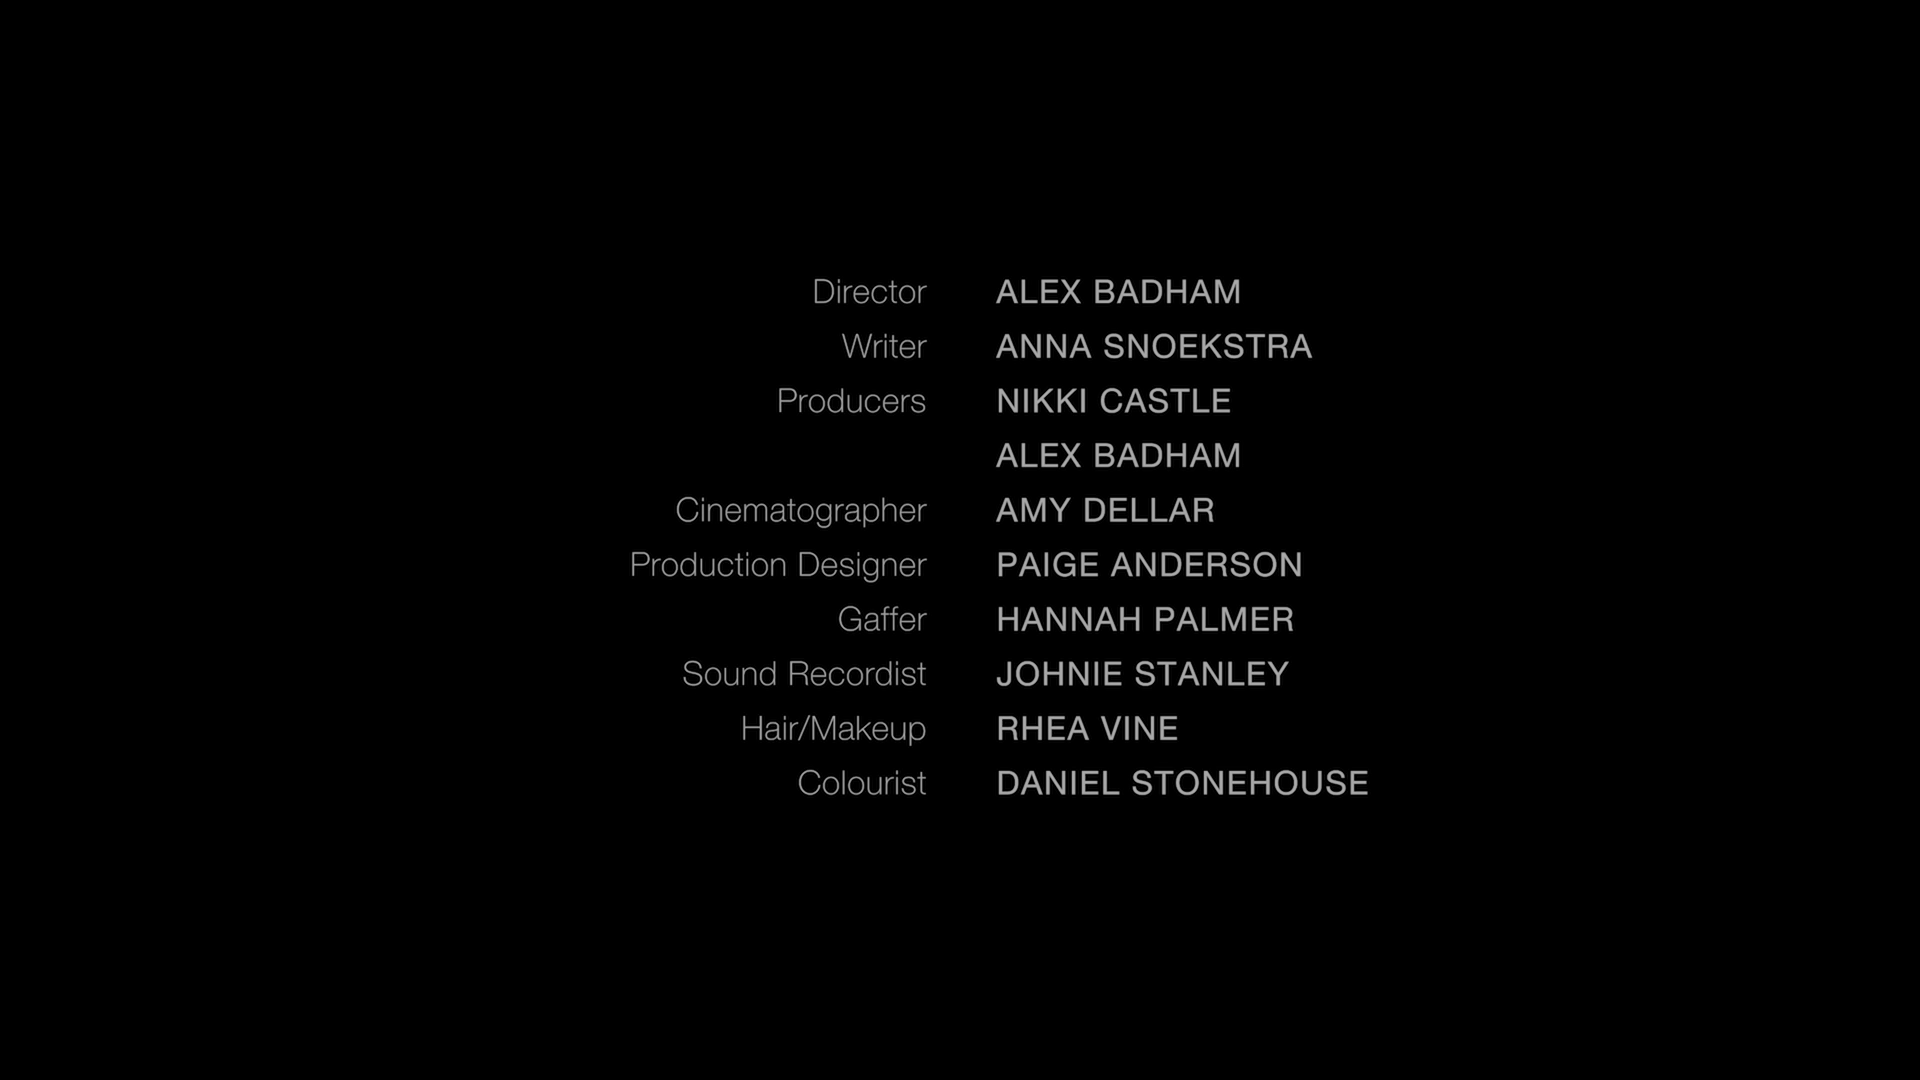 Director ALEX BADHAM
Writer ANNA SNOEKSTRA
Producers NIKKI CASTLE
ALEX BADHAM
Cinematographer AMY DELLAR
Production Designer PAIGE ANDERSON
Gaffer HANNAH PALMER
Sound Recordist JOHNIE STANLEY
Hair/Makeup RHEA VINE
Colourist DANIEL STONEHOUSE